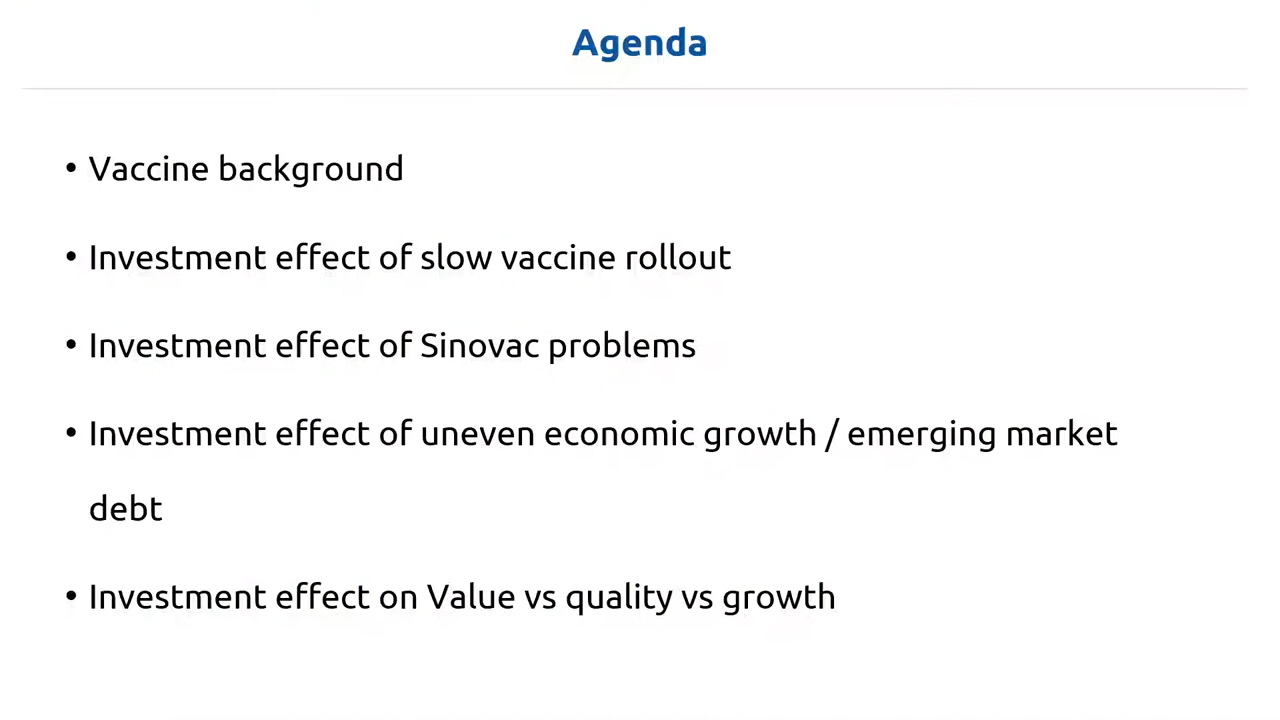 Agenda
• Vaccine background
• Investment effect of slow vaccine rollout
• Investment effect of Sinovac problems
• Investment effect of uneven economic growth / emerging market
debt
• Investment effect on Value vs quality vs growth